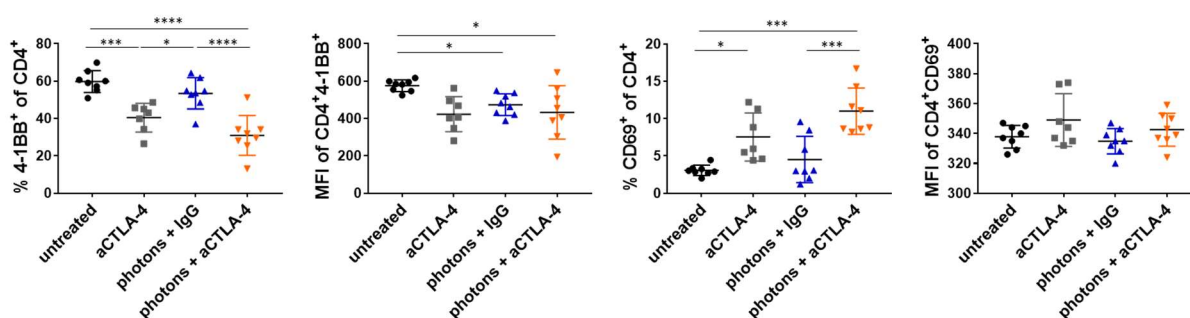 % 4-1BB⁺ of CD4⁺
80
60
40
20
0
****
***
*
****
untreated
aCTLA-4
photons + IgG
photons + aCTLA-4
MFI of CD4⁺4-1BB⁺
800
600
400
200
0
*
*
untreated
aCTLA-4
photons + IgG
photons + aCTLA-4
% CD69⁺ of CD4⁺
20
15
10
5
0
***
*
***
untreated
aCTLA-4
photons + IgG
photons + aCTLA-4
MFI of CD4⁺CD69⁺
400
380
360
340
320
300
untreated
aCTLA-4
photons + IgG
photons + aCTLA-4